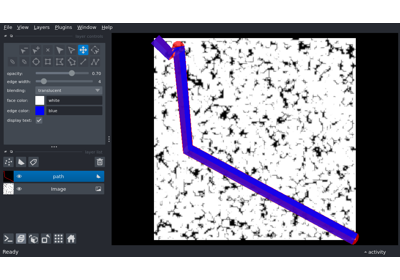 File View Layers Plugins Window Help
opacity: 0.70
edge width: 4
blending: translucent
face color: white
edge color: blue
display text:
path
Image
Ready
activity